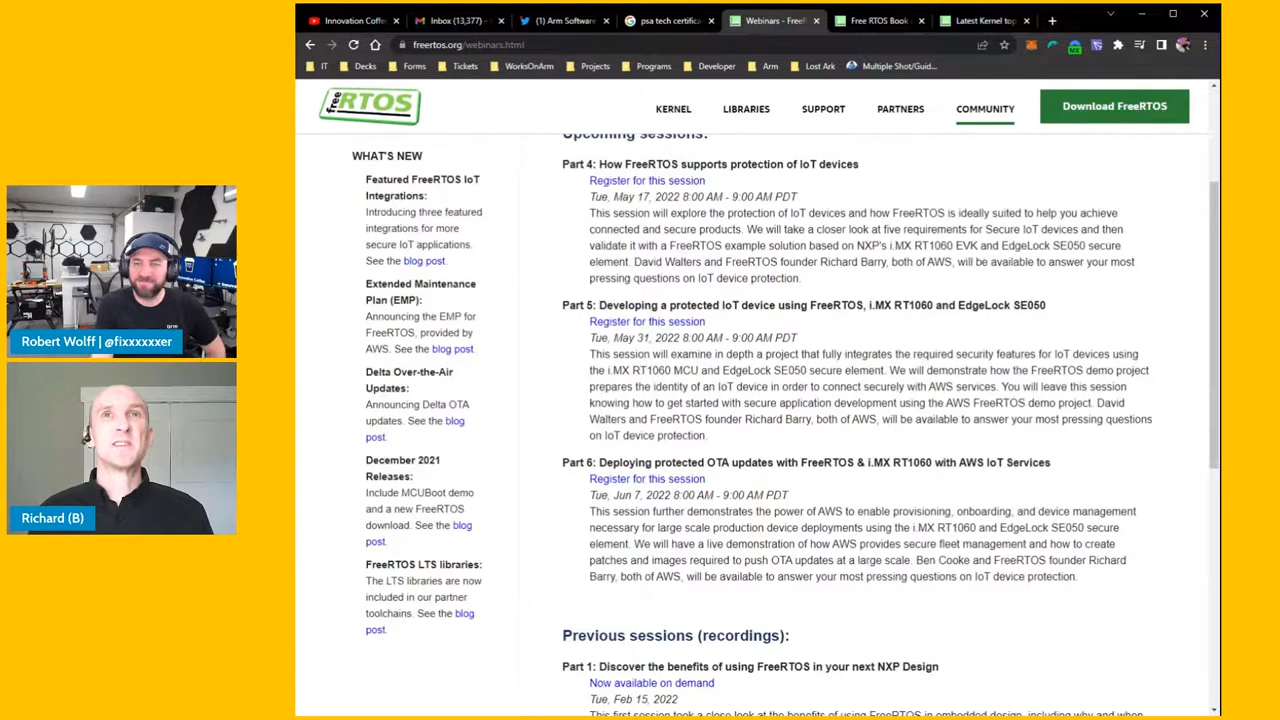 Innovation Coffe
Inbox (13,377) -
(1) Arm Software
psa tech certifica
Webinars - FreeR
Free RTOS Book
Latest Kernel top
freertos.org/webinars.html
IT
Decks
Forms
Tickets
WorksOnArm
Projects
Programs
Developer
Arm
Lost Ark
Multiple Shot/Guid...
freeRTOS
KERNEL
LIBRARIES
SUPPORT
PARTNERS
COMMUNITY
Download FreeRTOS
WHAT'S NEW
Featured FreeRTOS IoT
Integrations:
Introducing three featured
integrations for more
secure IoT applications.
See the blog post.
Extended Maintenance
Plan (EMP):
Announcing the EMP for
FreeRTOS, provided by
AWS. See the blog post
Delta Over-the-Air
Updates:
Announcing Delta OTA
updates. See the blog
post.
December 2021
Releases:
Include MCUBoot demo
and a new FreeRTOS
download. See the blog
post.
FreeRTOS LTS libraries:
The LTS libraries are now
included in our partner
toolchains. See the blog
post.
Upcoming sessions:
Part 4: How FreeRTOS supports protection of IoT devices
Register for this session
Tue, May 17, 2022 8:00 AM - 9:00 AM PDT
This session will explore the protection of IoT devices and how FreeRTOS is ideally suited to help you achieve
connected and secure products. We will take a closer look at five requirements for Secure IoT devices and then
validate it with a FreeRTOS example solution based on NXP's i.MX RT1060 EVK and EdgeLock SE050 secure
element. David Walters and FreeRTOS founder Richard Barry, both of AWS, will be available to answer your most
pressing questions on IoT device protection.
Part 5: Developing a protected IoT device using FreeRTOS, i.MX RT1060 and EdgeLock SE050
Register for this session
Tue, May 31, 2022 8:00 AM - 9:00 AM PDT
This session will examine in depth a project that fully integrates the required security features for IoT devices using
the i.MX RT1060 MCU and EdgeLock SE050 secure element. We will demonstrate how the FreeRTOS demo project
prepares the identity of an IoT device in order to connect securely with AWS services. You will leave this session
knowing how to get started with secure application development using the AWS FreeRTOS demo project. David
Walters and FreeRTOS founder Richard Barry, both of AWS, will be available to answer your most pressing questions
on IoT device protection.
Part 6: Deploying protected OTA updates with FreeRTOS & i.MX RT1060 with AWS IoT Services
Register for this session
Tue, Jun 7, 2022 8:00 AM - 9:00 AM PDT
This session further demonstrates the power of AWS to enable provisioning, onboarding, and device management
necessary for large scale production device deployments using the i.MX RT1060 and EdgeLock SE050 secure
element. We will have a live demonstration of how AWS provides secure fleet management and how to create
patches and images required to push OTA updates at a large scale. Ben Cooke and FreeRTOS founder Richard
Barry, both of AWS, will be available to answer your most pressing questions on IoT device protection.
Previous sessions (recordings):
Part 1: Discover the benefits of using FreeRTOS in your next NXP Design
Now available on demand
Tue, Feb 15, 2022
This first session took a close look at the benefits of using FreeRTOS in embedded design, including why and when
arm
Robert Wolff | @fixxxxxxer
Richard (B)